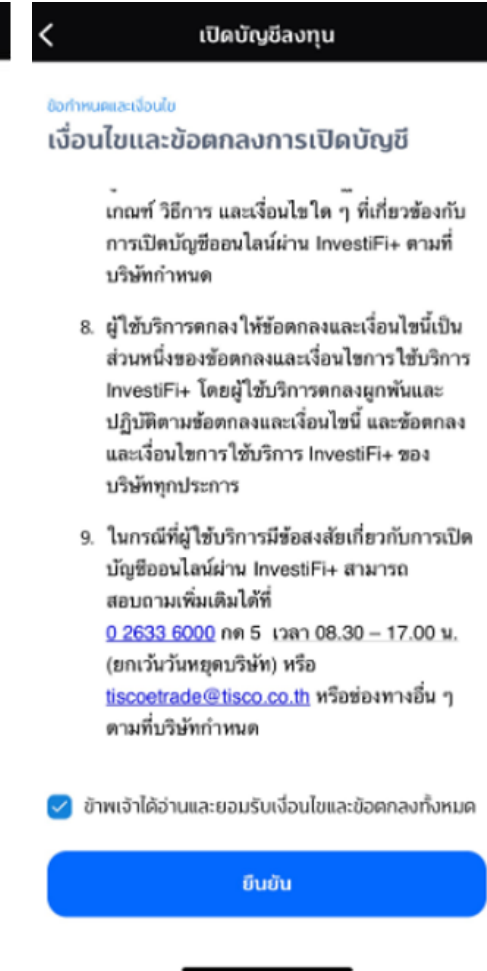 เปิดบัญชีลงทุน
ข้อกำหนดและเงื่อนไข
เงื่อนไขและข้อตกลงการเปิดบัญชี
เกณฑ์ วิธีการ และเงื่อนไขใด ๆ ที่เกี่ยวข้องกับ
การเปิดบัญชีออนไลน์ผ่าน InvestiFi+ ตามที่
บริษัทกำหนด
8. ผู้ใช้บริการตกลงให้ข้อตกลงและเงื่อนไขนี้เป็น
ส่วนหนึ่งของข้อตกลงและเงื่อนไขการใช้บริการ
InvestiFi+ โดยผู้ใช้บริการตกลงผูกพันและ
ปฏิบัติตามข้อตกลงและเงื่อนไขนี้ และข้อตกลง
และเงื่อนไขการใช้บริการ InvestiFi+ ของ
บริษัททุกประการ
9. ในกรณีที่ผู้ใช้บริการมีข้อสงสัยเกี่ยวกับการเปิด
บัญชีออนไลน์ผ่าน InvestiFi+ สามารถ
สอบถามเพิ่มเติมได้ที่
0 2633 6000 กด 5 เวลา 08.30 – 17.00 น.
(ยกเว้นวันหยุดบริษัท) หรือ
tiscoetrade@tisco.co.th หรือช่องทางอื่น ๆ
ตามที่บริษัทกำหนด
ข้าพเจ้าได้อ่านและยอมรับเงื่อนไขและข้อตกลงทั้งหมด
ยืนยัน